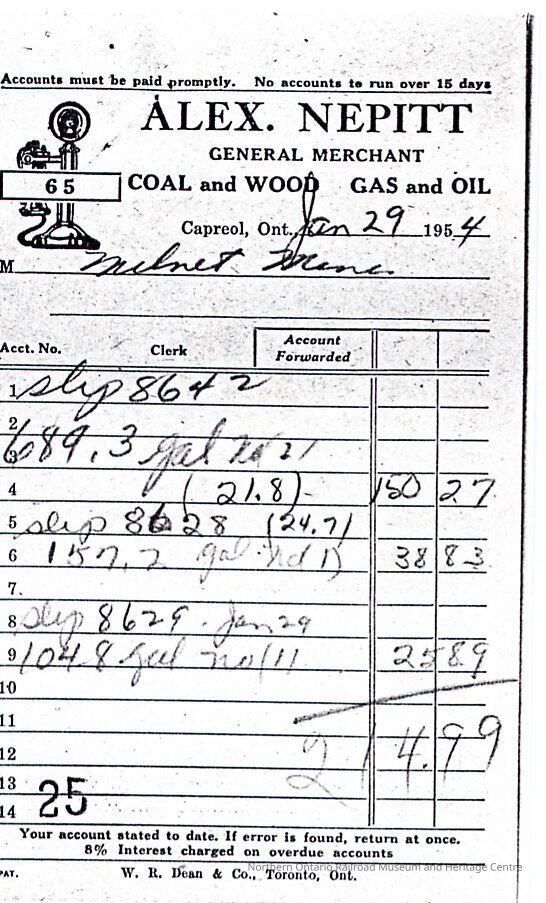 Accounts must be paid promptly. No accounts to run over 15 days
ALEX. NEPITT
GENERAL MERCHANT
65
COAL and WOOD GAS and OIL
Capreol, Ont. Jan 29 1954
M Milnet Mines
Acct. No. Clerk Account Forwarded
1 slip 8642
2
3 689.3 gal
4 (21.8) 150 27
5 slip 8628 (24.7)
6 157.2 gal 38 83
7.
8 slip 8629 - Jan 29
9 104 8 gal 25 89
10
11
12 214.99
13
14 25
Your account stated to date. If error is found, return at once.
8% Interest charged on overdue accounts
PAT. W. R. Dean & Co., Toronto, Ont.
Northern Ontario Railroad Museum and Heritage Centre